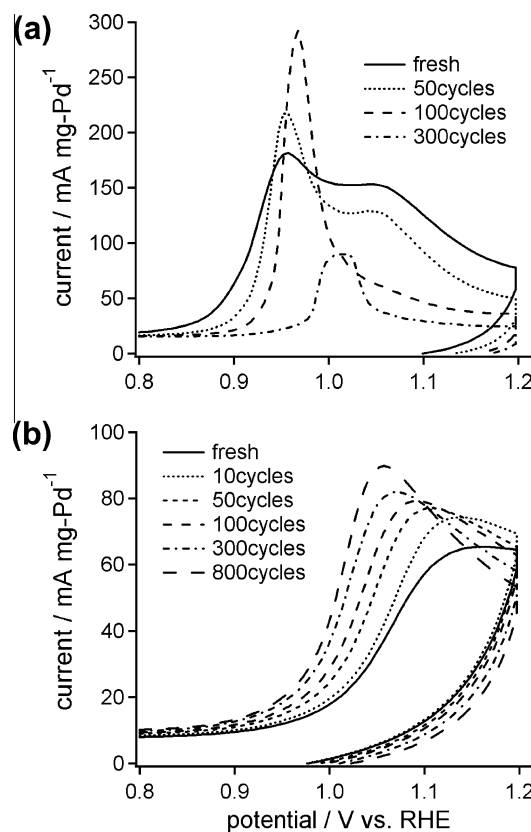 (a)
300
250
200
150
100
50
0
current / mA mg-Pd⁻¹
fresh
50cycles
100cycles
300cycles
0.8 0.9 1.0 1.1 1.2
(b)
100
80
60
40
20
0
current / mA mg-Pd⁻¹
fresh
10cycles
50cycles
100cycles
300cycles
800cycles
0.8 0.9 1.0 1.1 1.2
potential / V vs. RHE